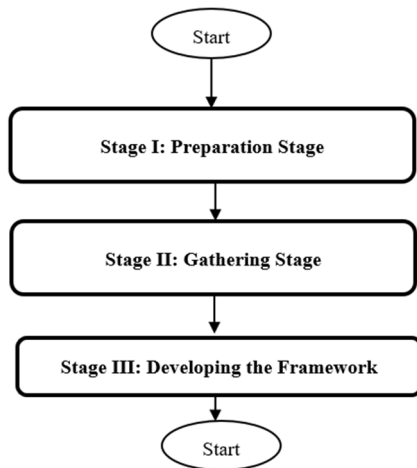 Start
Stage I: Preparation Stage
Stage II: Gathering Stage
Stage III: Developing the Framework
Start